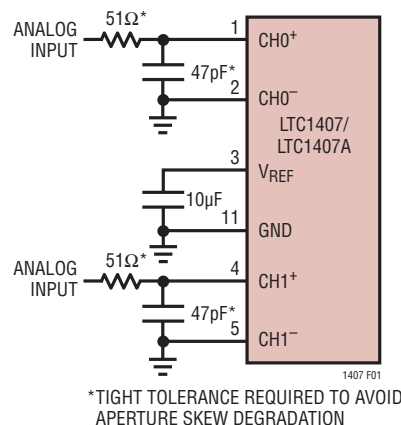 51Ω*
ANALOG
INPUT
1
CH0+
47pF*
2
CH0–
LTC1407/
LTC1407A
3
VREF
10µF
11
GND
51Ω*
ANALOG
INPUT
4
CH1+
47pF*
5
CH1–
1407 F01
*TIGHT TOLERANCE REQUIRED TO AVOID
APERTURE SKEW DEGRADATION